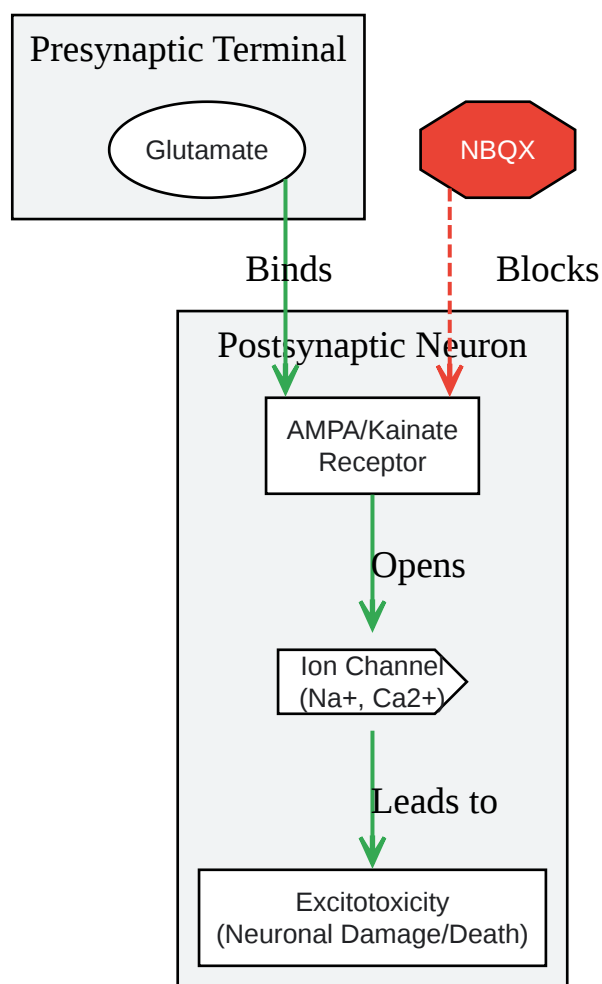 Presynaptic Terminal
Glutamate
NBQX
Binds
Blocks
Postsynaptic Neuron
AMPA/Kainate
Receptor
Opens
Ion Channel
(Na+, Ca2+)
Leads to
Excitotoxicity
(Neuronal Damage/Death)